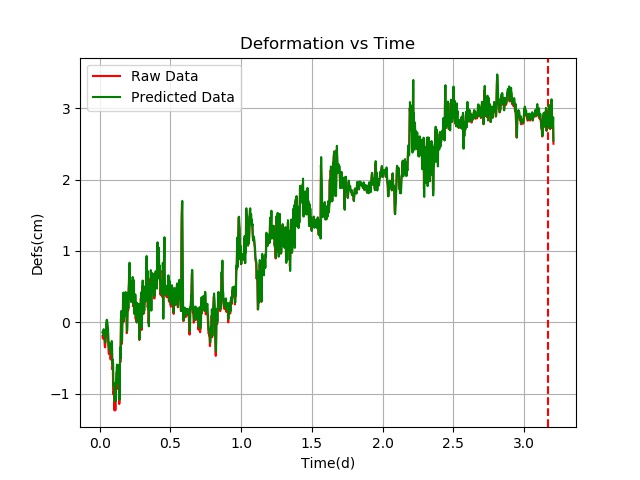 Deformation vs Time
Raw Data
Predicted Data
Defs(cm)
3
2
1
0
−1
0.0 0.5 1.0 1.5 2.0 2.5 3.0
Time(d)